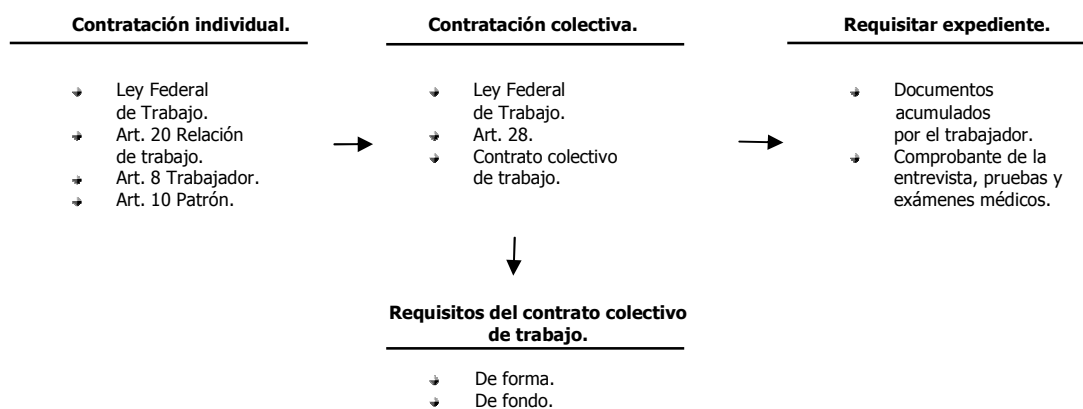 Contratación individual.
Ley Federal
de Trabajo.
Art. 20 Relación
de trabajo.
Art. 8 Trabajador.
Art. 10 Patrón.
Contratación colectiva.
Ley Federal
de Trabajo.
Art. 28.
Contrato colectivo
de trabajo.
Requisitar expediente.
Documentos
acumulados
por el trabajador.
Comprobante de la
entrevista, pruebas y
exámenes médicos.
Requisitos del contrato colectivo
de trabajo.
De forma.
De fondo.